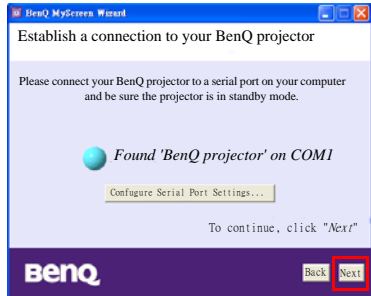 BenQ MyScreen Wizard
Establish a connection to your BenQ projector
Please connect your BenQ projector to a serial port on your computer
and be sure the projector is in standby mode.
Found 'BenQ projector' on COM1
Confugure Serial Port Settings...
To continue, click "Next"
BenQ
Back Next